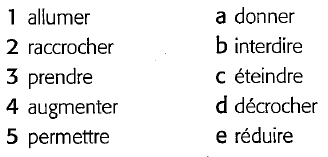 1 allumer a donner
2 raccrocher b interdire
3 prendre c éteindre
4 augmenter d décrocher
5 permettre e réduire